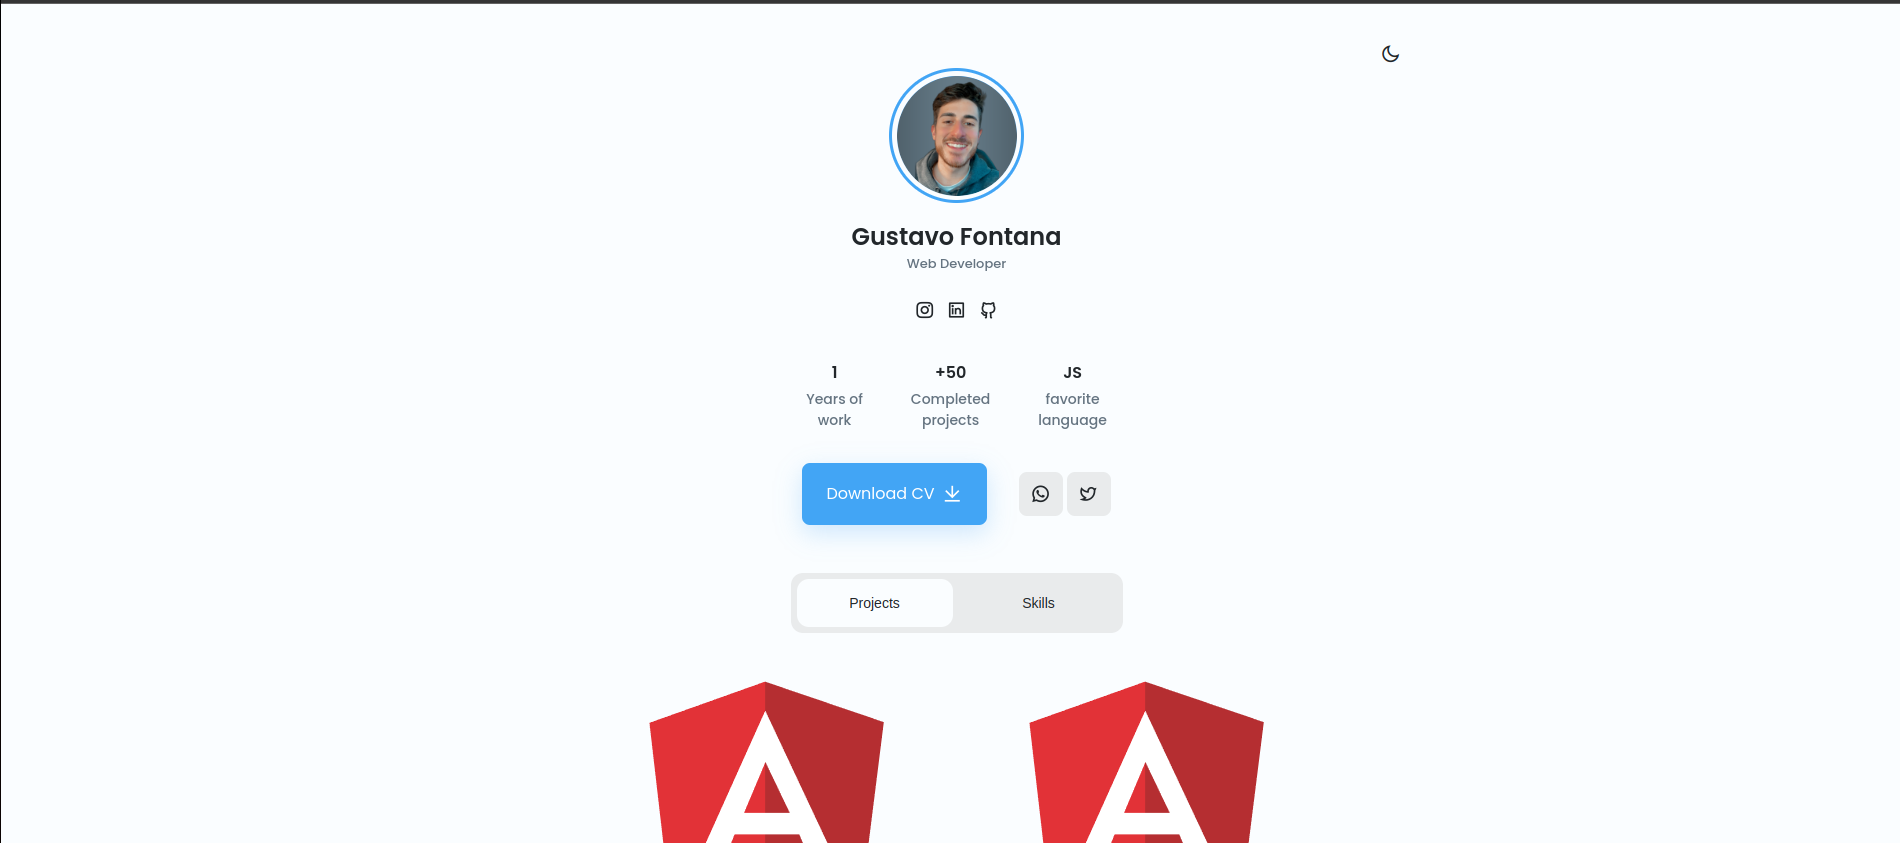 Gustavo Fontana
Web Developer
1
Years of
work
+50
Completed
projects
JS
favorite
language
Download CV
Projects
Skills